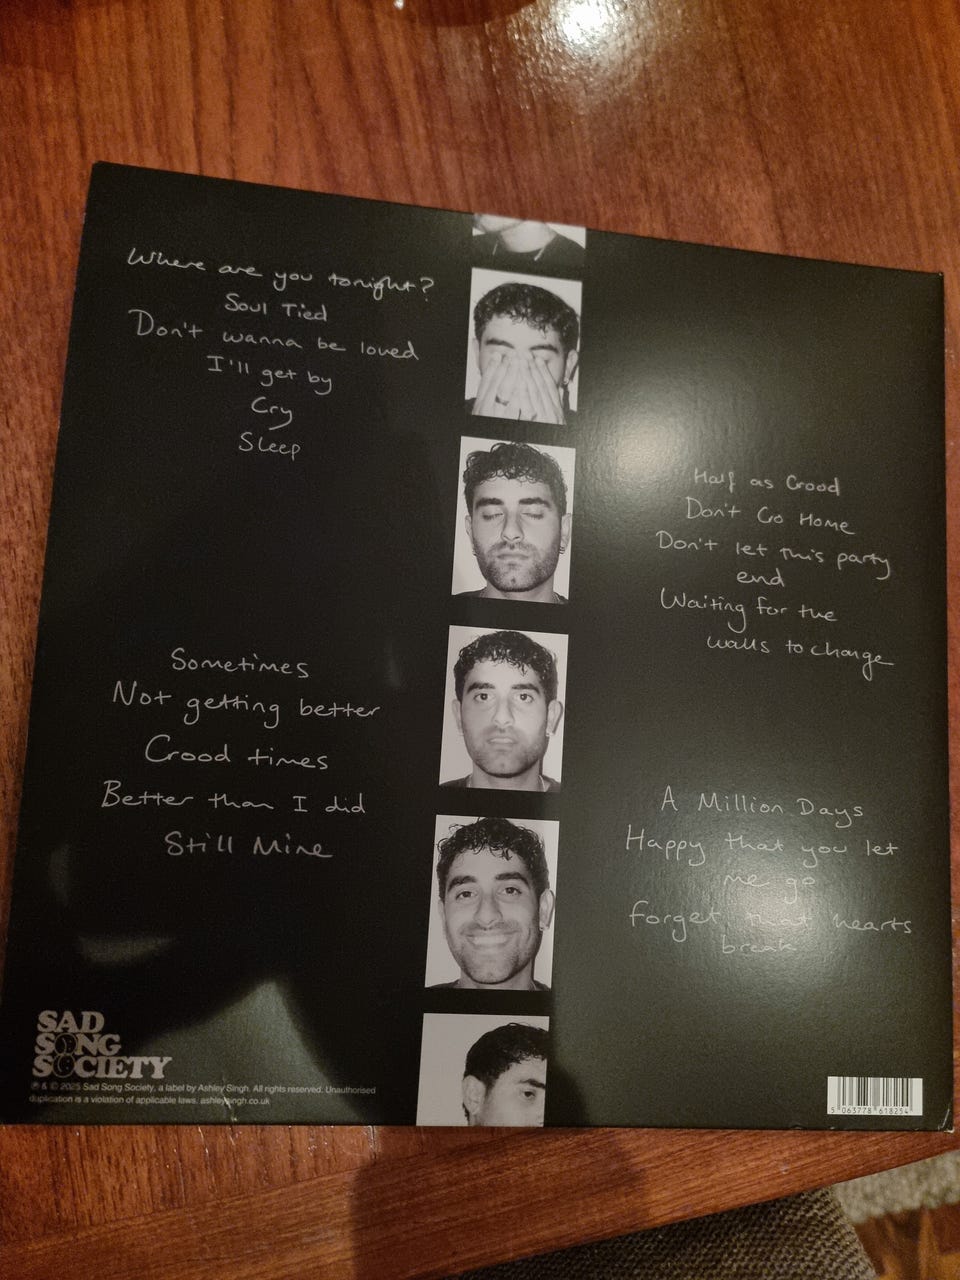 Where are you tonight?
Soul Tied
Don't wanna be loved
I'll get by
Cry
Sleep
Sometimes
Not getting better
Good times
Better than I did
Still Mine
Half as Good
Don't Go Home
Don't let this party
end
Waiting for the
walls to change
A Million Days
Happy that you let
me go
Forget that hearts
break
SAD
SONG
SOCIETY
℗ & © 2025 Sad Song Society, a label by Ashley Singh. All rights reserved. Unauthorised
duplication is a violation of applicable laws. ashleysingh.co.uk
5 063778 618254